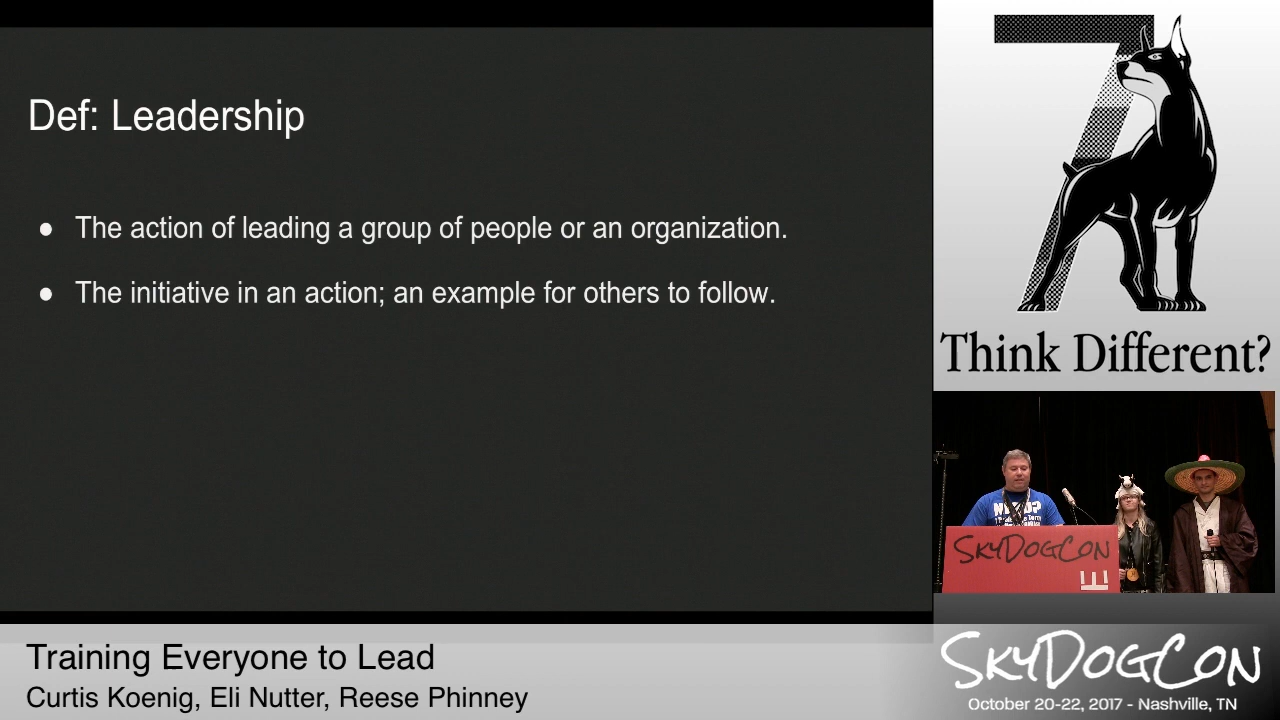 Def: Leadership
● The action of leading a group of people or an organization.
● The initiative in an action; an example for others to follow.
7
Think Different?
SKYDOGCON
Training Everyone to Lead
Curtis Koenig, Eli Nutter, Reese Phinney
SKYDOGCON
October 20-22, 2017 - Nashville, TN